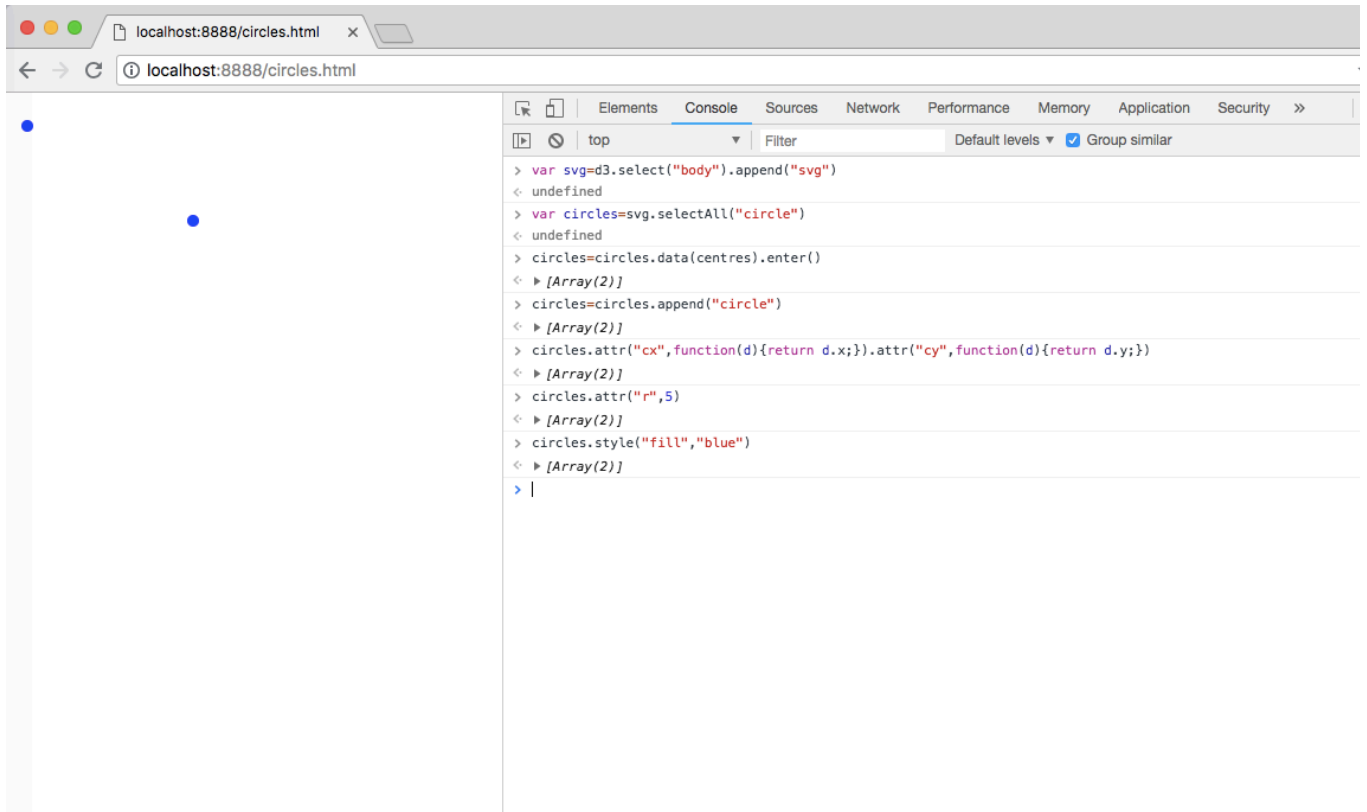 localhost:8888/circles.html ×
localhost:8888/circles.html
Elements Console Sources Network Performance Memory Application Security »
top ▼ Filter Default levels ▼ Group similar
> var svg=d3.select("body").append("svg")
< undefined
> var circles=svg.selectAll("circle")
< undefined
> circles=circles.data(centres).enter()
< ▶ [Array(2)]
> circles=circles.append("circle")
< ▶ [Array(2)]
> circles.attr("cx",function(d){return d.x;}).attr("cy",function(d){return d.y;})
< ▶ [Array(2)]
> circles.attr("r",5)
< ▶ [Array(2)]
> circles.style("fill","blue")
< ▶ [Array(2)]
>